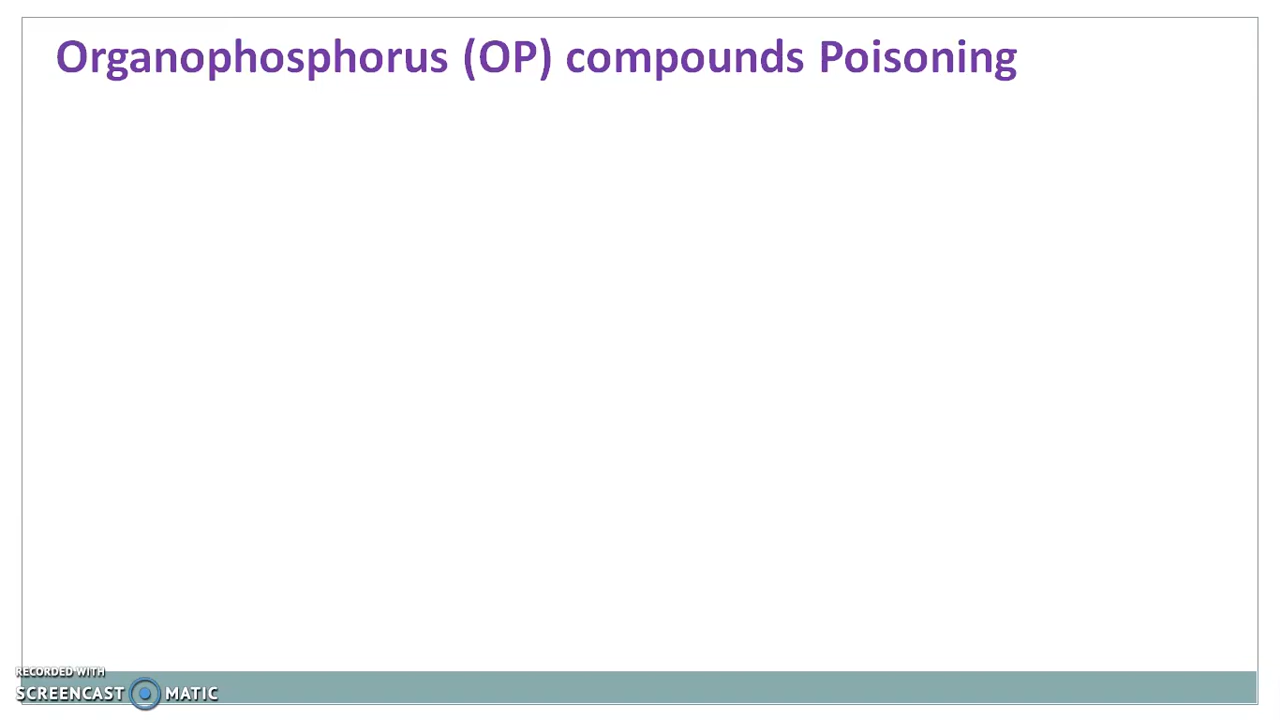 Organophosphorus (OP) compounds Poisoning
RECORDED WITH
SCREENCAST MATIC